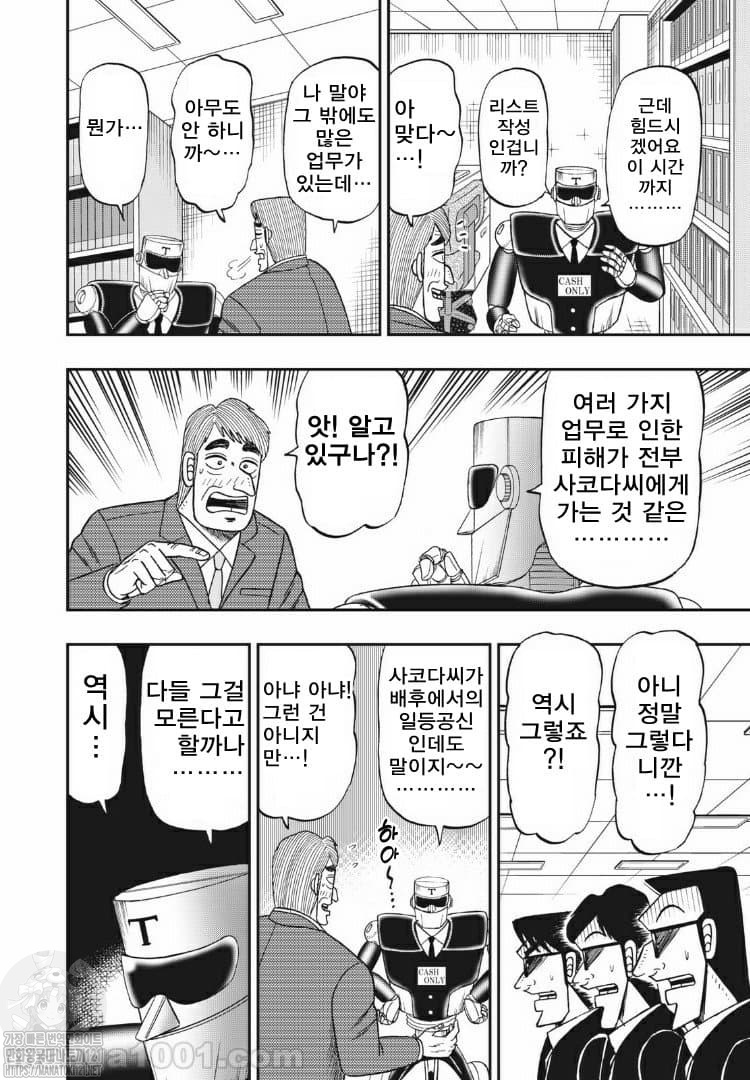 근데
힘드시
겠어요
이 시간
까지
………
리스트
작성
인겁니
까?
아
맞다~
…!
T
CASH
ONLY
나 말야
그 밖에도
많은
업무가
있는데…
아무도
안 하니
까~…
뭔가…
T
여러 가지
업무로 인한
피해가 전부
사코다씨에게
가는 것 같은
…………
앗! 알고
있구나?!
아니
정말
그렇다
니깐
…!
역시
그렇죠
?!
사코다씨가
배후에서의
일등공신
인데도
말이지~~
…………
아냐 아냐!
그런 건
아니지
만…!
하아~
T
CASH
ONLY
다들 그걸
모른다고
할까나
………
역시…
T